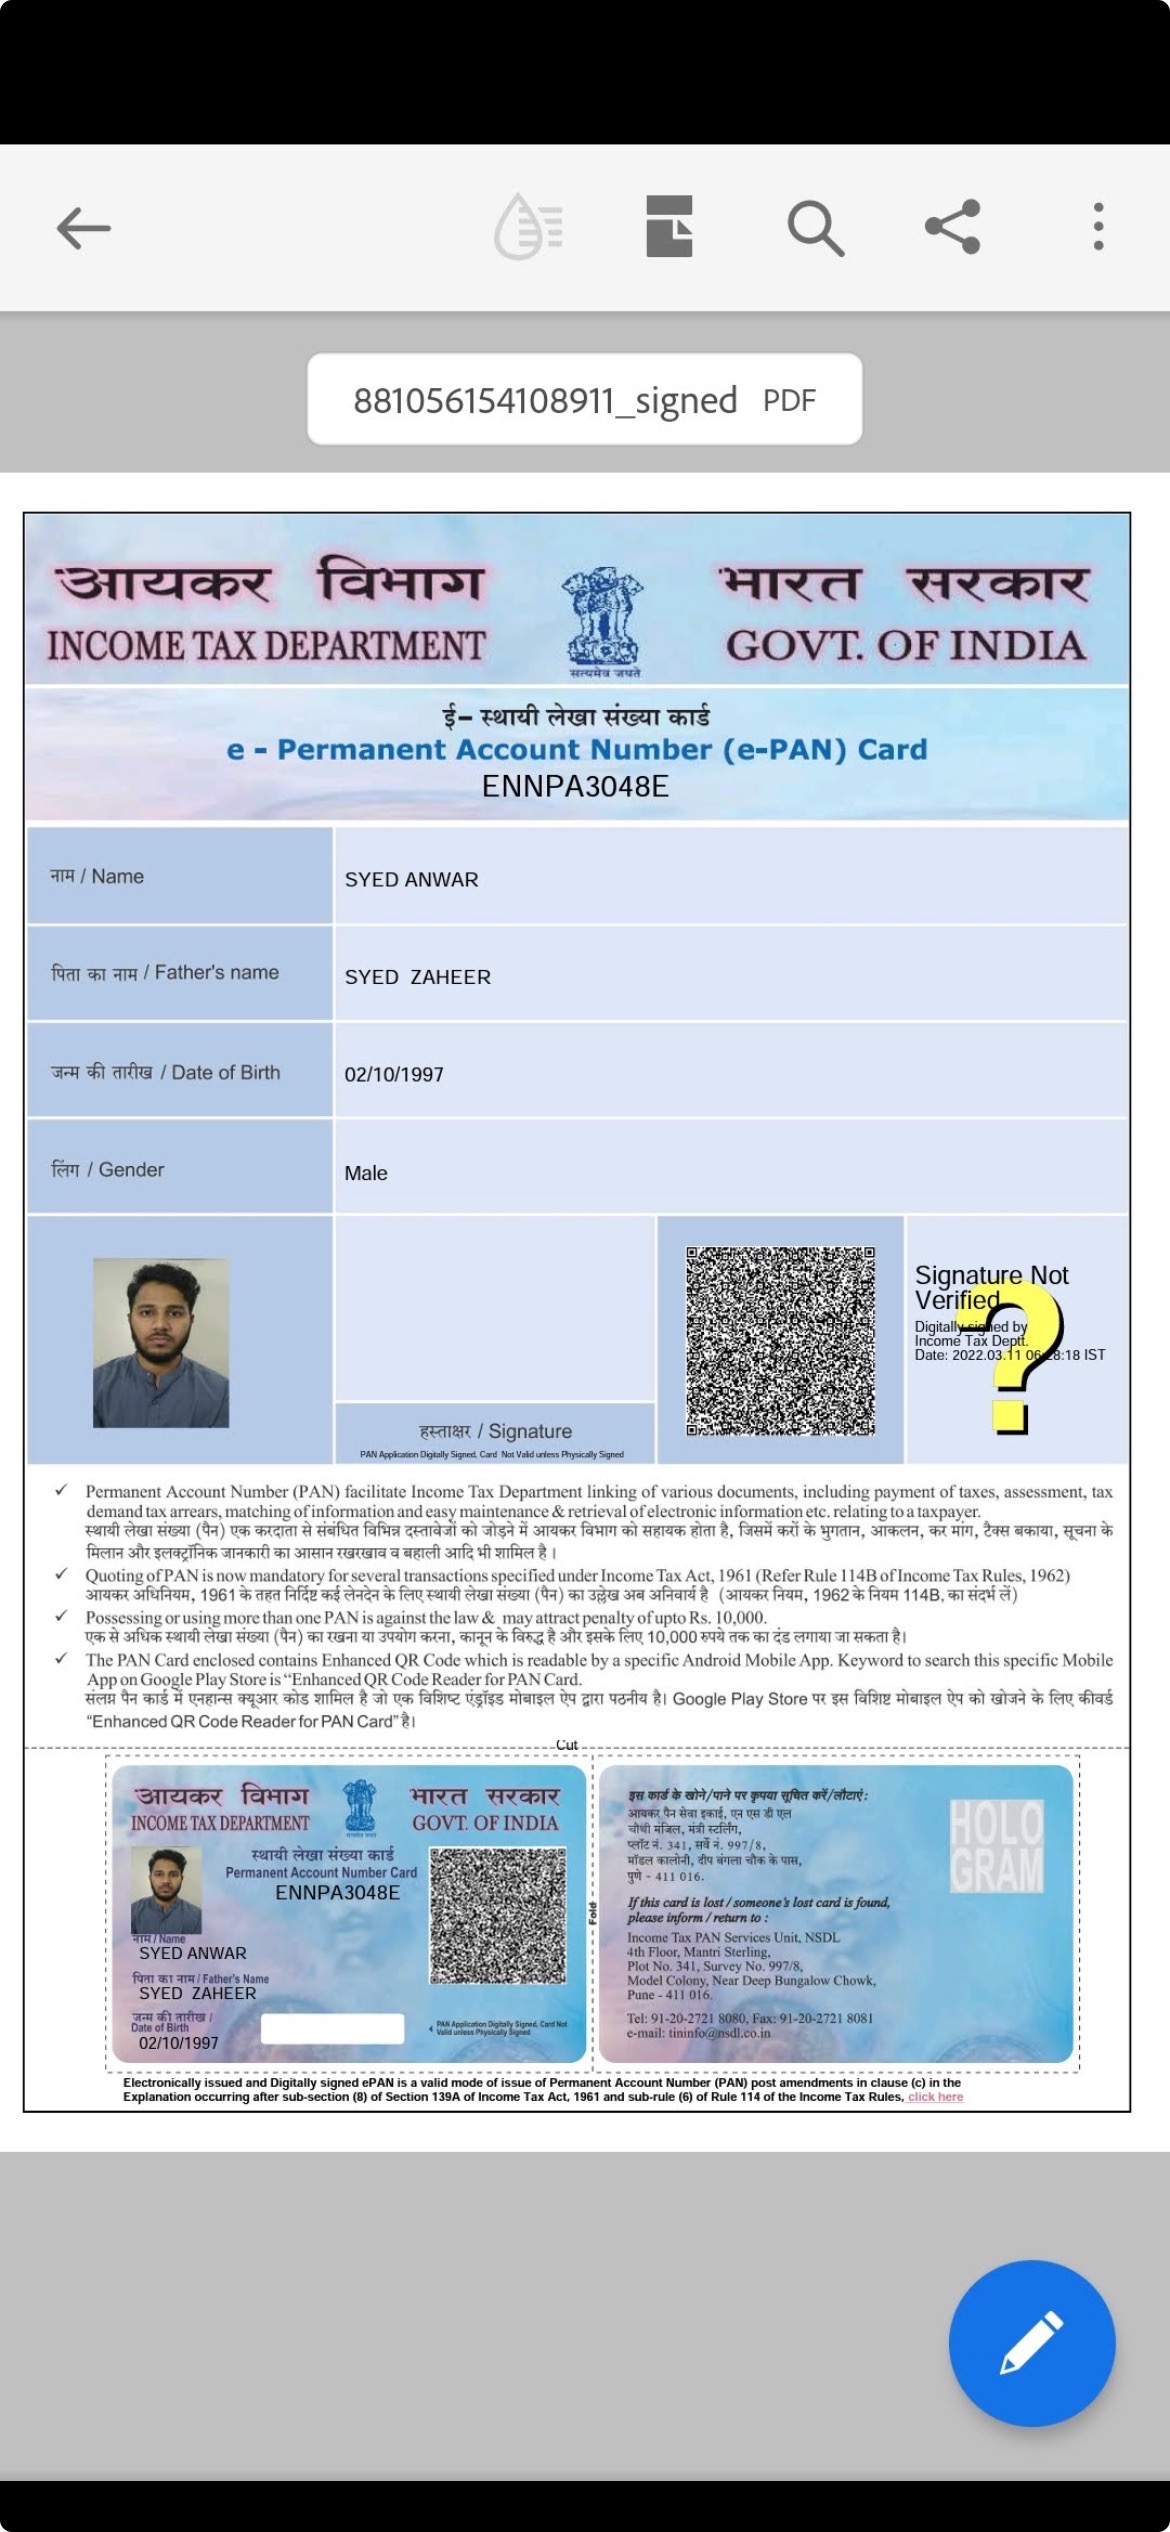 881056154108911_signed PDF
आयकर विभाग भारत सरकार
INCOME TAX DEPARTMENT GOVT. OF INDIA
सत्यमेव जयते
ई- स्थायी लेखा संख्या कार्ड
e - Permanent Account Number (e-PAN) Card
ENNPA3048E
नाम / Name SYED ANWAR
पिता का नाम / Father's name SYED ZAHEER
जन्म की तारीख / Date of Birth 02/10/1997
लिंग / Gender Male
Signature Not
Verified
Digitally signed by
Income Tax Deptt.
Date: 2022.03.11 06:28:18 IST
हस्ताक्षर / Signature
PAN Application Digitally Signed, Card Not Valid unless Physically Signed
✓ Permanent Account Number (PAN) facilitate Income Tax Department linking of various documents, including payment of taxes, assessment, tax
demand tax arrears, matching of information and easy maintenance & retrieval of electronic information etc. relating to a taxpayer.
स्थायी लेखा संख्या (पैन) एक करदाता से संबंधित विभिन्न दस्तावेजों को जोड़ने में आयकर विभाग को सहायक होता है, जिसमें करों के भुगतान, आकलन, कर मांग, टैक्स बकाया, सूचना के
मिलान और इलक्ट्रॉनिक जानकारी का आसान रखरखाव व बहाली आदि भी शामिल है।
✓ Quoting of PAN is now mandatory for several transactions specified under Income Tax Act, 1961 (Refer Rule 114B of Income Tax Rules, 1962)
आयकर अधिनियम, 1961 के तहत निर्दिष्ट कई लेनदेन के लिए स्थायी लेखा संख्या (पैन) का उल्लेख अब अनिवार्य है (आयकर नियम, 1962 के नियम 114B, का संदर्भ लें)
✓ Possessing or using more than one PAN is against the law & may attract penalty of upto Rs. 10,000.
एक से अधिक स्थायी लेखा संख्या (पैन) का रखना या उपयोग करना, कानून के विरुद्ध है और इसके लिए 10,000 रुपये तक का दंड लगाया जा सकता है।
✓ The PAN Card enclosed contains Enhanced QR Code which is readable by a specific Android Mobile App. Keyword to search this specific Mobile
App on Google Play Store is “Enhanced QR Code Reader for PAN Card.
संलग्न पैन कार्ड में एनहान्स क्यूआर कोड शामिल है जो एक विशिष्ट एंड्रॉइड मोबाइल ऐप द्वारा पठनीय है। Google Play Store पर इस विशिष्ट मोबाइल ऐप को खोजने के लिए कीवर्ड
“Enhanced QR Code Reader for PAN Card” है।
Cut
आयकर विभाग भारत सरकार
INCOME TAX DEPARTMENT GOVT. OF INDIA
स्थायी लेखा संख्या कार्ड
Permanent Account Number Card
ENNPA3048E
नाम / Name
SYED ANWAR
पिता का नाम / Father's Name
SYED ZAHEER
जन्म की तारीख /
Date of Birth
02/10/1997
PAN Application Digitally Signed, Card Not
Valid unless Physically Signed
Fold
इस कार्ड के खोने/पाने पर कृपया सूचित करें/लौटाएं:
आयकर पैन सेवा इकाई, एन एस डी एल
चौथी मंजिल, मंत्री स्टर्लिंग,
प्लॉट नं. 341, सर्वे नं. 997/8,
मॉडल कालोनी, दीप बंगला चौक के पास,
पुणे - 411 016.
HOLO
GRAM
If this card is lost / someone's lost card is found,
please inform / return to :
Income Tax PAN Services Unit, NSDL
4th Floor, Mantri Sterling,
Plot No. 341, Survey No. 997/8,
Model Colony, Near Deep Bungalow Chowk,
Pune - 411 016.
Tel: 91-20-2721 8080, Fax: 91-20-2721 8081
e-mail: tininfo@nsdl.co.in
Electronically issued and Digitally signed ePAN is a valid mode of issue of Permanent Account Number (PAN) post amendments in clause (c) in the
Explanation occurring after sub-section (8) of Section 139A of Income Tax Act, 1961 and sub-rule (6) of Rule 114 of the Income Tax Rules, click here